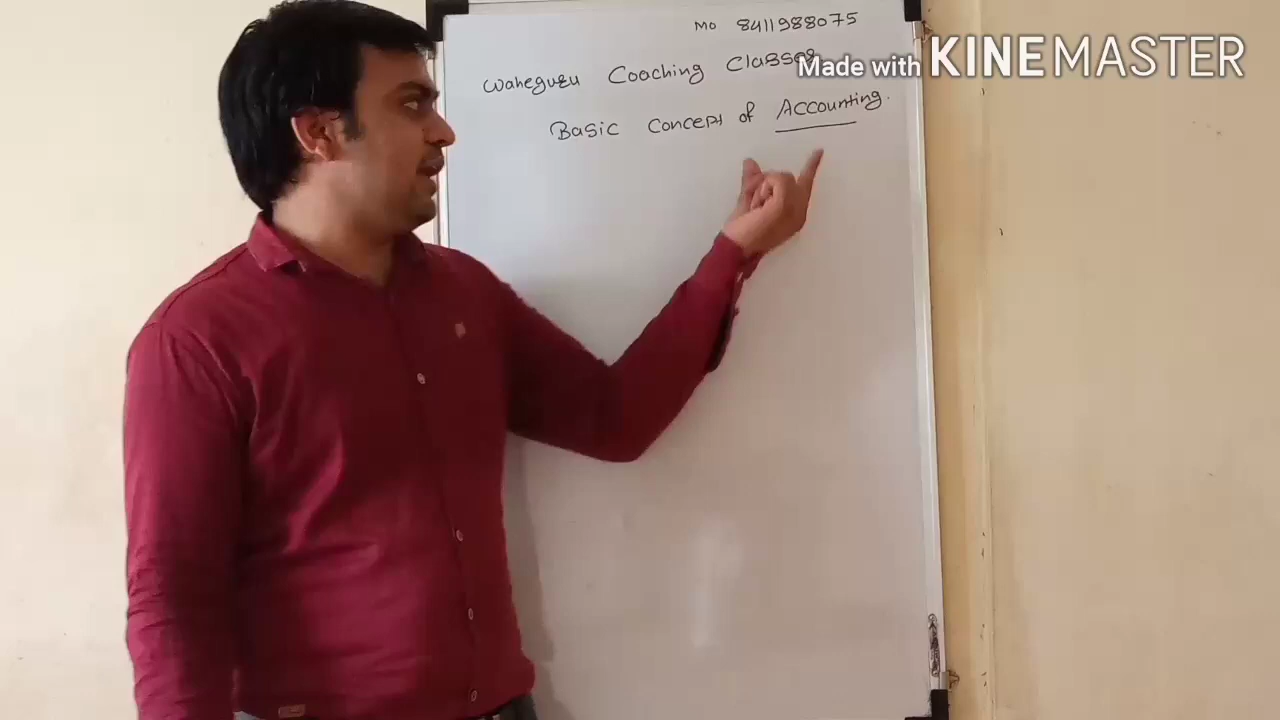 Mo 8411988075
Waheguru Coaching Classes
Made with KINEMASTER
Basic Concept of Accounting.